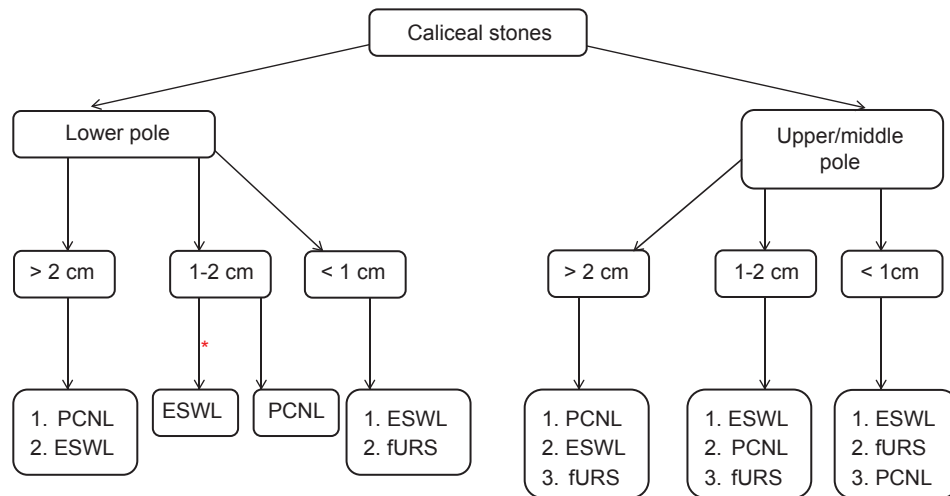 Caliceal stones
Lower pole
Upper/middle
pole
> 2 cm
1-2 cm
< 1 cm
> 2 cm
1-2 cm
< 1cm
*
1. PCNL
2. ESWL
ESWL
PCNL
1. ESWL
2. fURS
1. PCNL
2. ESWL
3. fURS
1. ESWL
2. PCNL
3. fURS
1. ESWL
2. fURS
3. PCNL